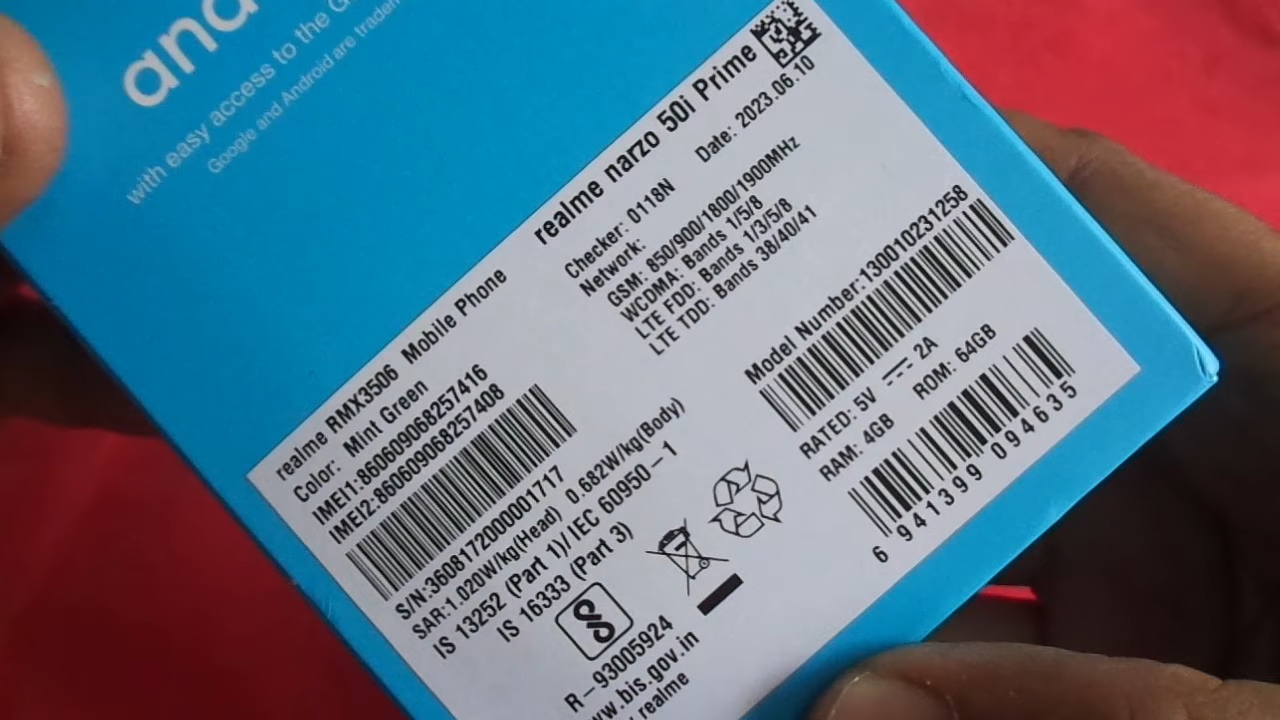 and
with easy access to the G
Google and Android are tradem
realme RMX3506 Mobile Phone
Color: Mint Green
IMEI1:860609068257416
IMEI2:860609068257408
S/N:3608172000001717
SAR:1.020W/kg(Head) 0.682W/kg(Body)
IS 13252 (Part 1)/ IEC 60950-1
IS 16333 (Part 3)
R-93005924
www.bis.gov.in
realme
realme narzo 50i Prime
Checker: 0118N Date: 2023.06.10
Network:
GSM: 850/900/1800/1900MHz
WCDMA: Bands 1/5/8
LTE FDD: Bands 1/3/5/8
LTE TDD: Bands 38/40/41
Model Number:130010231258
RATED: 5V 2A
RAM: 4GB ROM: 64GB
6 941399 094635